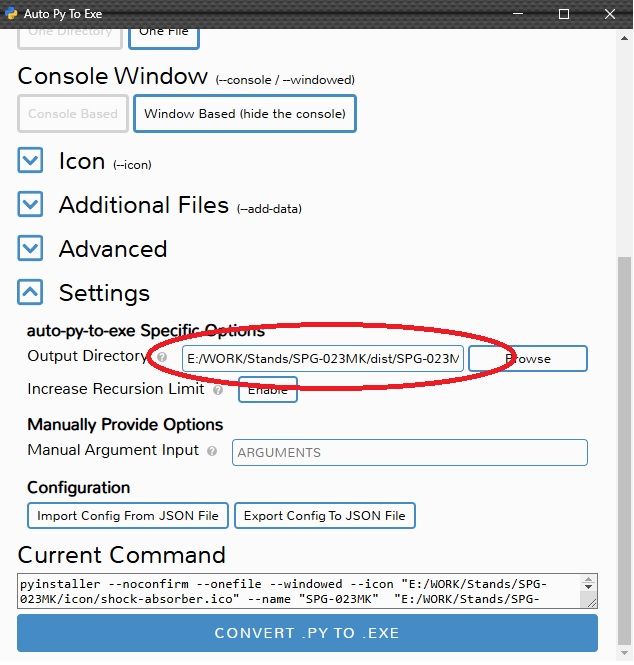 Auto Py To Exe
One Directory One File
Console Window (--console / --windowed)
Console Based Window Based (hide the console)
Icon (--icon)
Additional Files (--add-data)
Advanced
Settings
auto-py-to-exe Specific Options
Output Directory ? E:/WORK/Stands/SPG-023MK/dist/SPG-023M Browse
Increase Recursion Limit ? Enable
Manually Provide Options
Manual Argument Input ? ARGUMENTS
Configuration
Import Config From JSON File Export Config To JSON File
Current Command
pyinstaller --noconfirm --onefile --windowed --icon "E:/WORK/Stands/SPG-
023MK/icon/shock-absorber.ico" --name "SPG-023MK" "E:/WORK/Stands/SPG-
CONVERT .PY TO .EXE